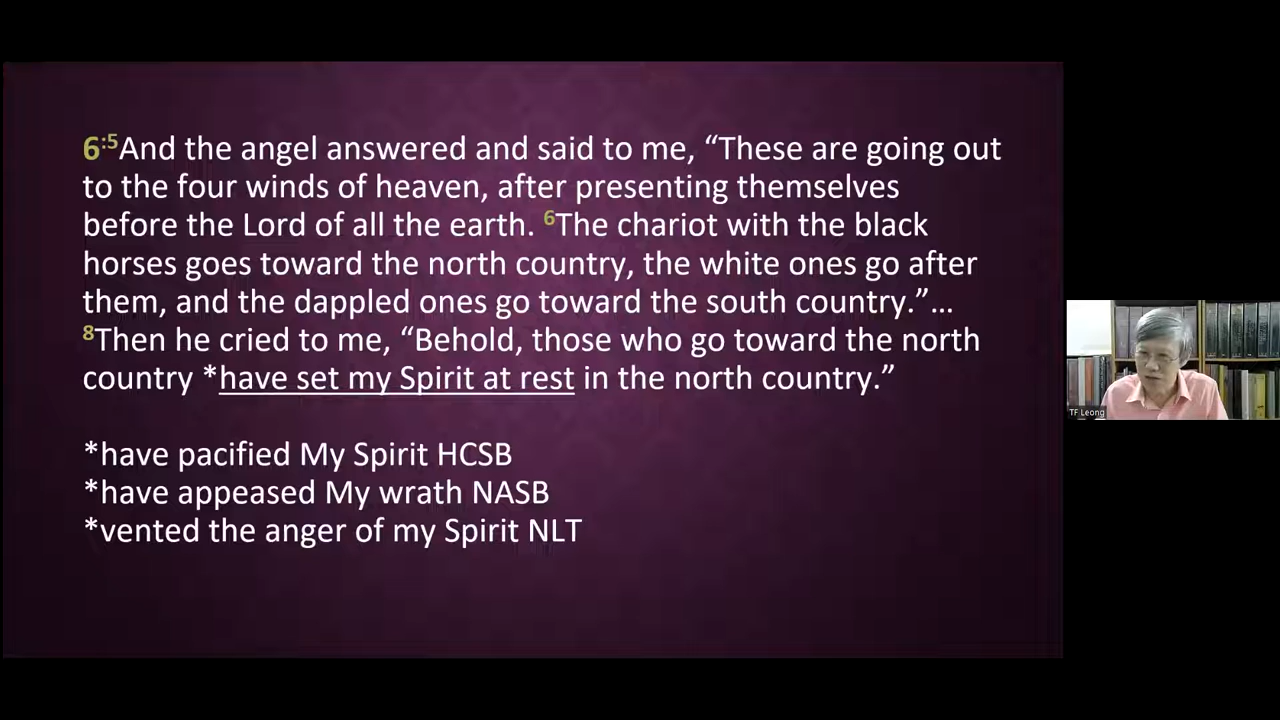 6:5And the angel answered and said to me, “These are going out
to the four winds of heaven, after presenting themselves
before the Lord of all the earth. 6The chariot with the black
horses goes toward the north country, the white ones go after
them, and the dappled ones go toward the south country.”…
8Then he cried to me, “Behold, those who go toward the north
country *have set my Spirit at rest in the north country.”
*have pacified My Spirit HCSB
*have appeased My wrath NASB
*vented the anger of my Spirit NLT
TF Leong